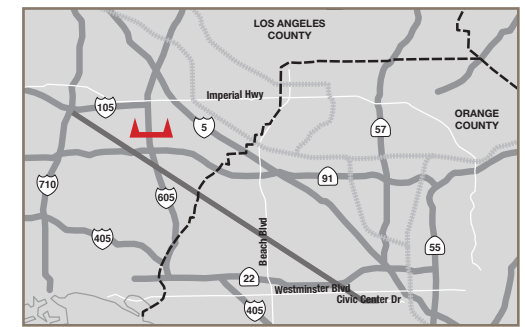 LOS ANGELES
COUNTY
Imperial Hwy
105
5
57
ORANGE
COUNTY
710
605
91
405
55
Beach Blvd
22
Westminster Blvd
Civic Center Dr
405